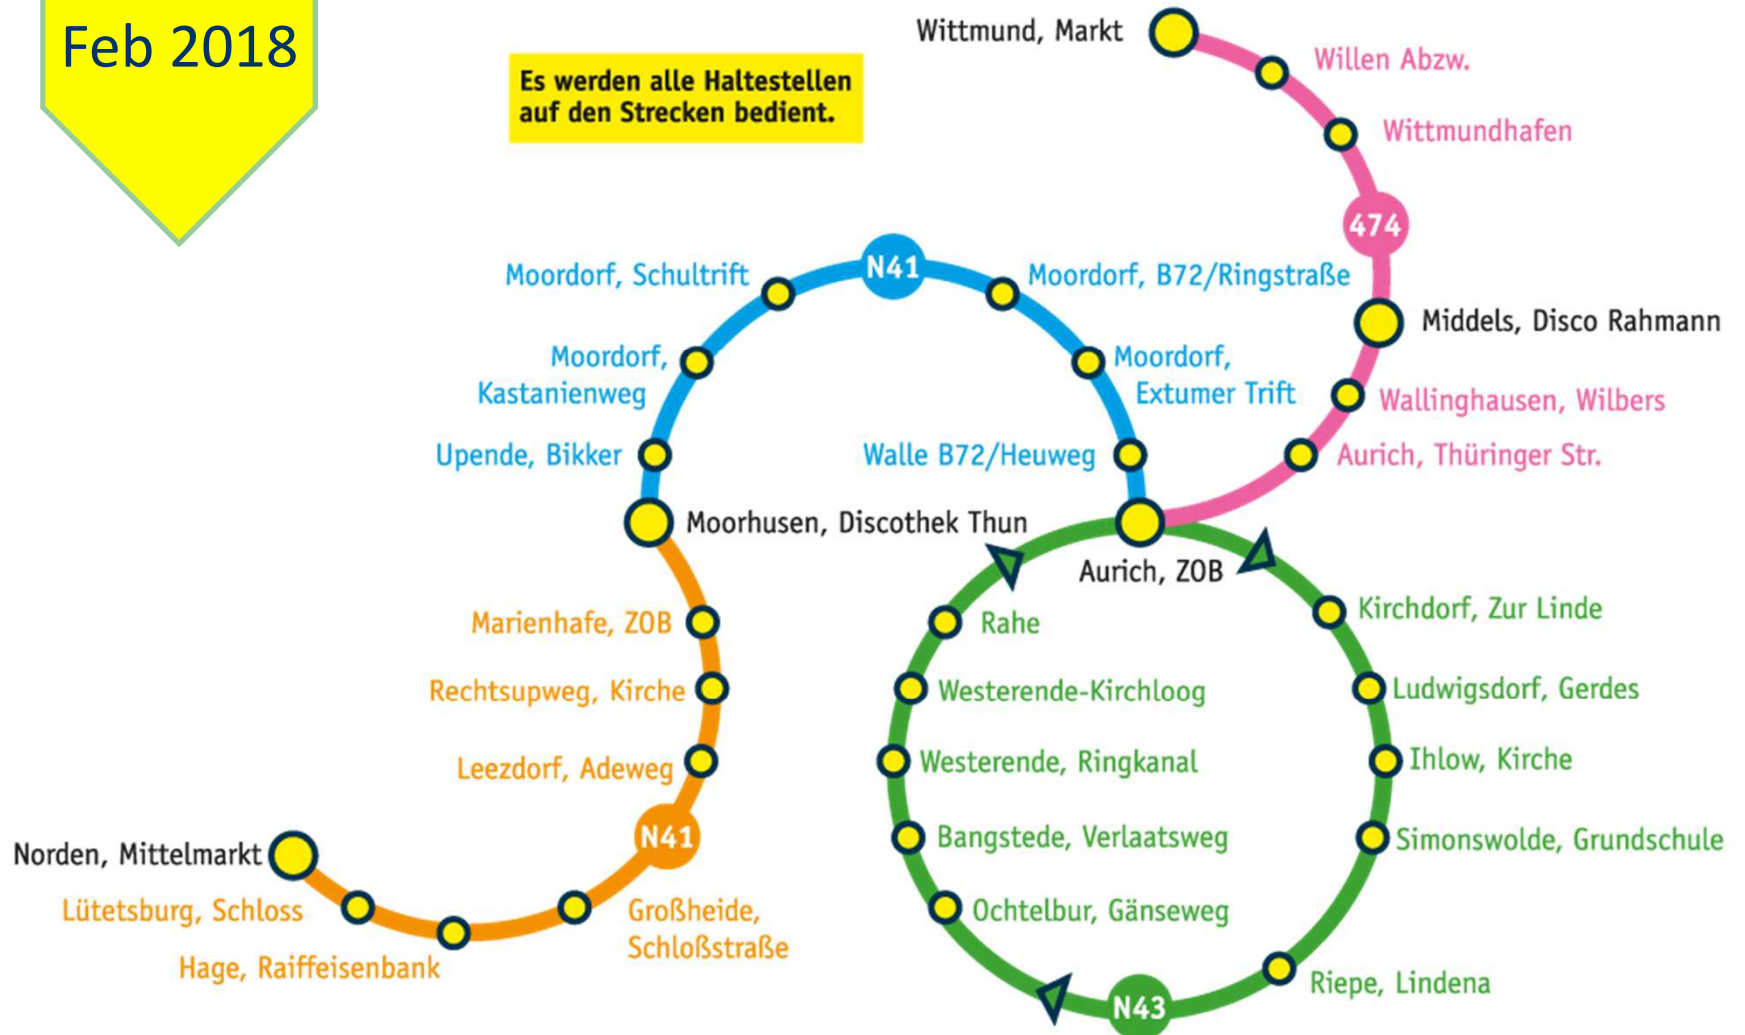 Feb 2018
Es werden alle Haltestellen
auf den Strecken bedient.
Wittmund, Markt
Willen Abzw.
Wittmundhafen
474
Middels, Disco Rahmann
Wallinghausen, Wilbers
Aurich, Thüringer Str.
N41
Moordorf, Schultrift
Moordorf, B72/Ringstraße
Moordorf,
Kastanienweg
Moordorf,
Extumer Trift
Upende, Bikker
Walle B72/Heuweg
Moorhusen, Discothek Thun
Aurich, ZOB
Marienhafe, ZOB
Rechtsupweg, Kirche
Leezdorf, Adeweg
N41
Norden, Mittelmarkt
Lütetsburg, Schloss
Hage, Raiffeisenbank
Großheide,
Schloßstraße
Rahe
Westerende-Kirchloog
Westerende, Ringkanal
Bangstede, Verlaatsweg
Ochtelbur, Gänseweg
Kirchdorf, Zur Linde
Ludwigsdorf, Gerdes
Ihlow, Kirche
Simonswolde, Grundschule
Riepe, Lindena
N43